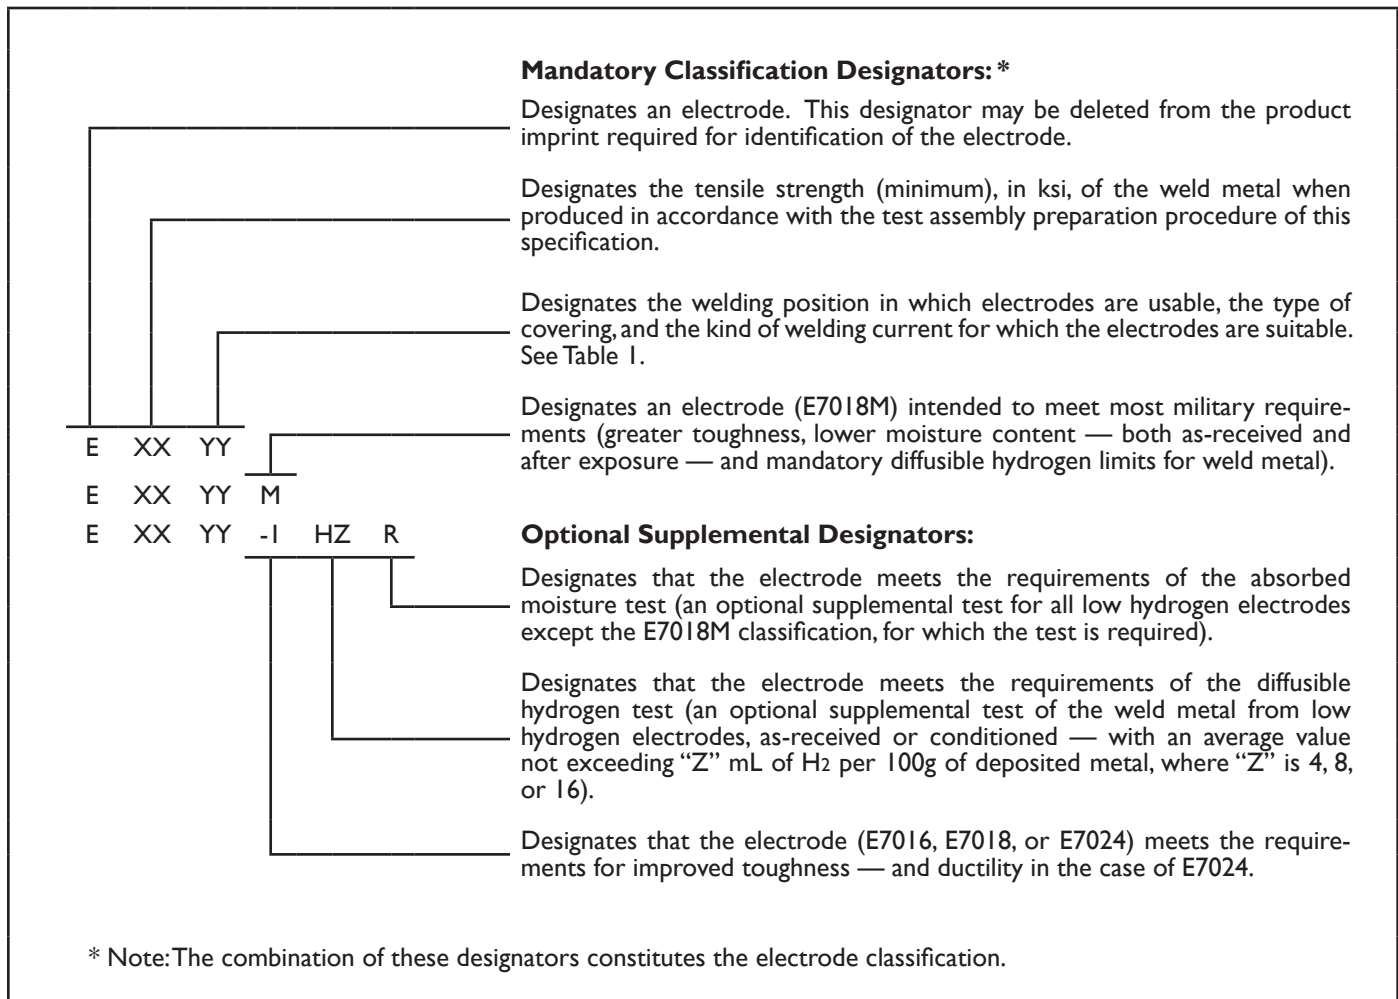 Mandatory Classification Designators: *
Designates an electrode. This designator may be deleted from the product
imprint required for identification of the electrode.
Designates the tensile strength (minimum), in ksi, of the weld metal when
produced in accordance with the test assembly preparation procedure of this
specification.
Designates the welding position in which electrodes are usable, the type of
covering, and the kind of welding current for which the electrodes are suitable.
See Table 1.
Designates an electrode (E7018M) intended to meet most military require-
ments (greater toughness, lower moisture content — both as-received and
after exposure — and mandatory diffusible hydrogen limits for weld metal).
E XX YY
E XX YY M
E XX YY -1 HZ R
Optional Supplemental Designators:
Designates that the electrode meets the requirements of the absorbed
moisture test (an optional supplemental test for all low hydrogen electrodes
except the E7018M classification, for which the test is required).
Designates that the electrode meets the requirements of the diffusible
hydrogen test (an optional supplemental test of the weld metal from low
hydrogen electrodes, as-received or conditioned — with an average value
not exceeding “Z” mL of H2 per 100g of deposited metal, where “Z” is 4, 8,
or 16).
Designates that the electrode (E7016, E7018, or E7024) meets the require-
ments for improved toughness — and ductility in the case of E7024.
* Note: The combination of these designators constitutes the electrode classification.